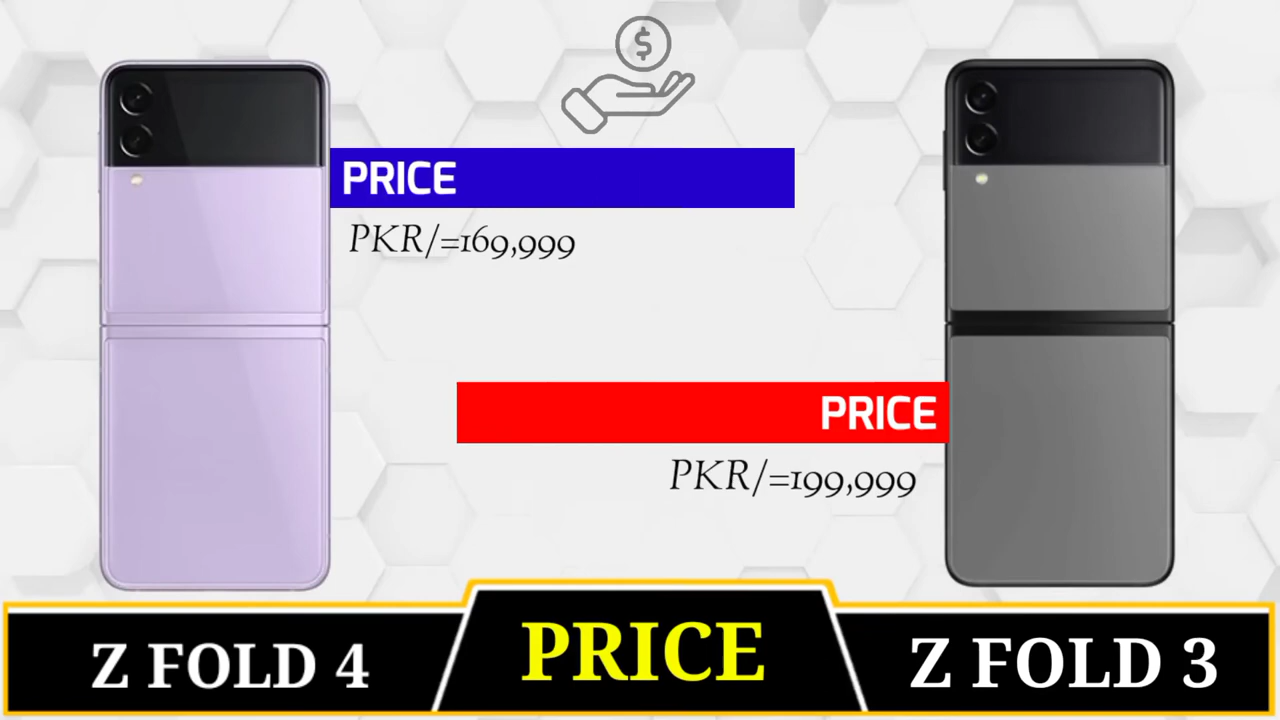 $
PRICE
PKR/=169,999
PRICE
PKR/=199,999
Z FOLD 4
PRICE
Z FOLD 3